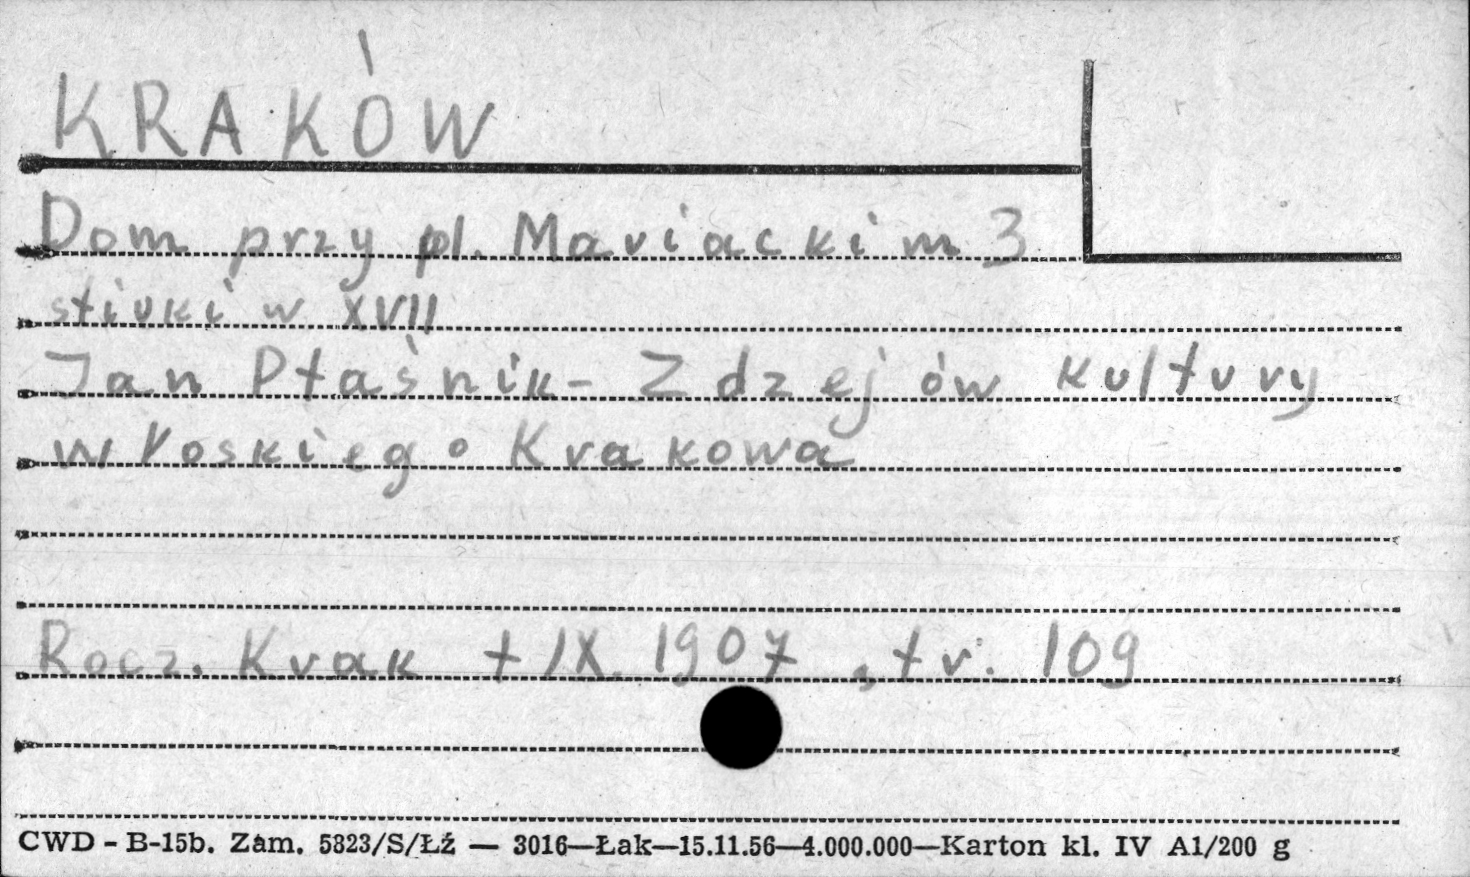 KRAKÓW
Dom przy pl. Mariackim 3
stiuki w XVII
Jan Ptaśnik - Z dziejów kultury
włoskiego Krakowa
Rocz. Krak t IX. 1907, str. 109
CWD - B-15b. Zam. 5823/S/Łź — 3016—Łak—15.11.56—4.000.000—Karton kl. IV A1/200 g